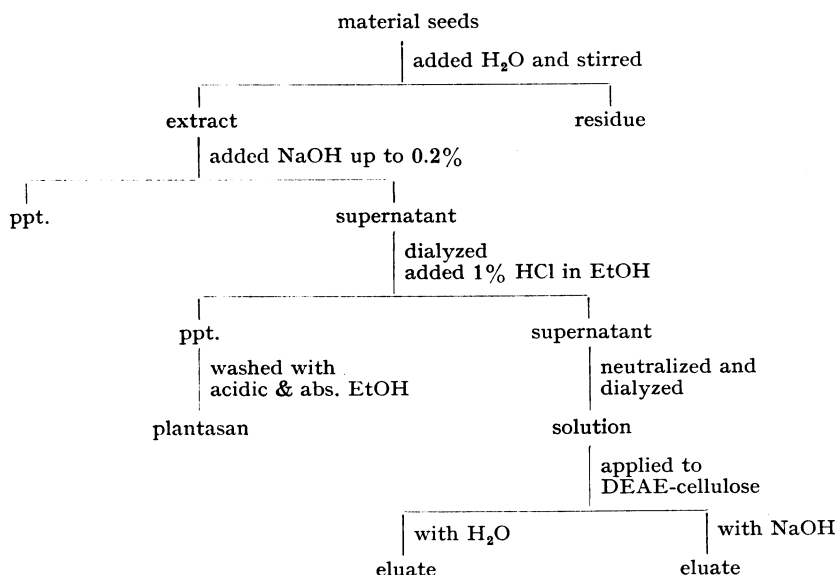 material seeds
added H₂O and stirred
extract
residue
added NaOH up to 0.2%
ppt.
supernatant
dialyzed
added 1% HCl in EtOH
ppt.
supernatant
washed with
acidic & abs. EtOH
neutralized and
dialyzed
plantasan
solution
applied to
DEAE-cellulose
with H₂O
with NaOH
eluate
eluate